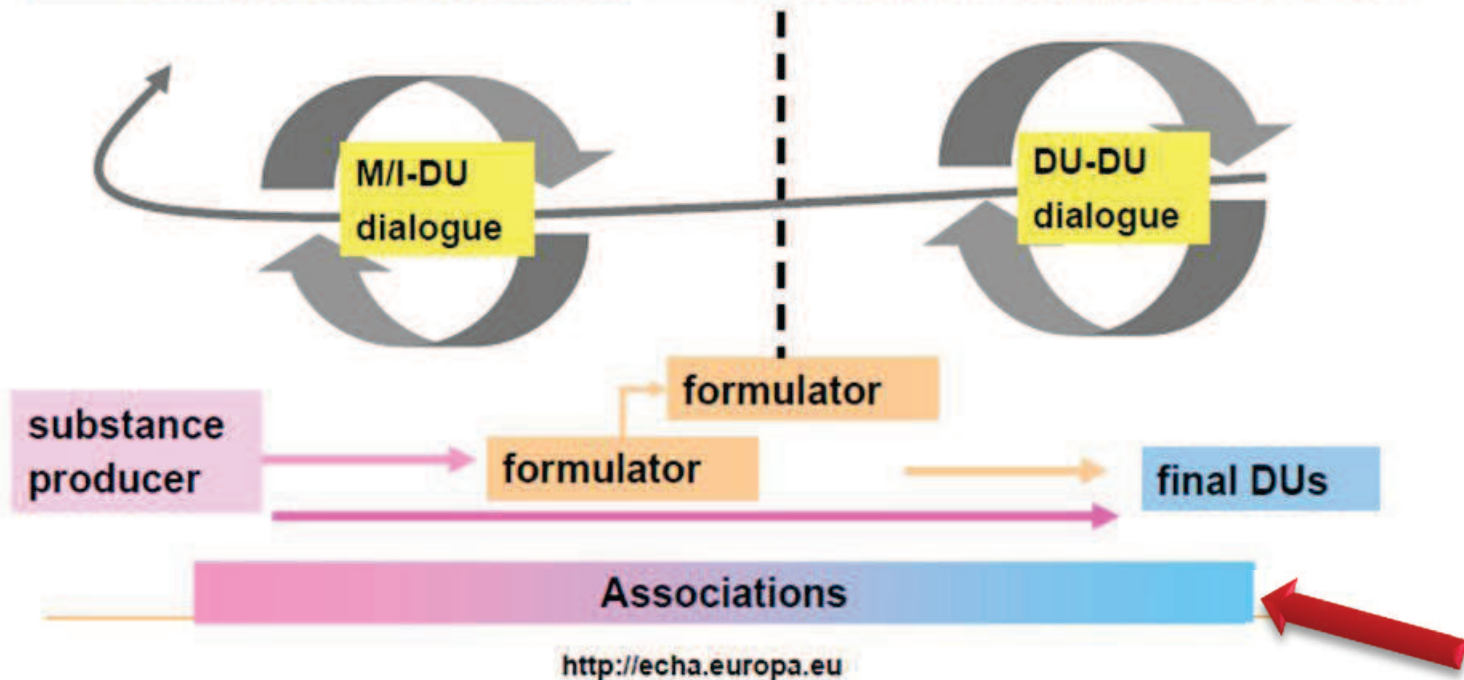 M/I-DU
dialogue
DU-DU
dialogue
formulator
substance
producer
formulator
final DUs
Associations
http://echa.europa.eu